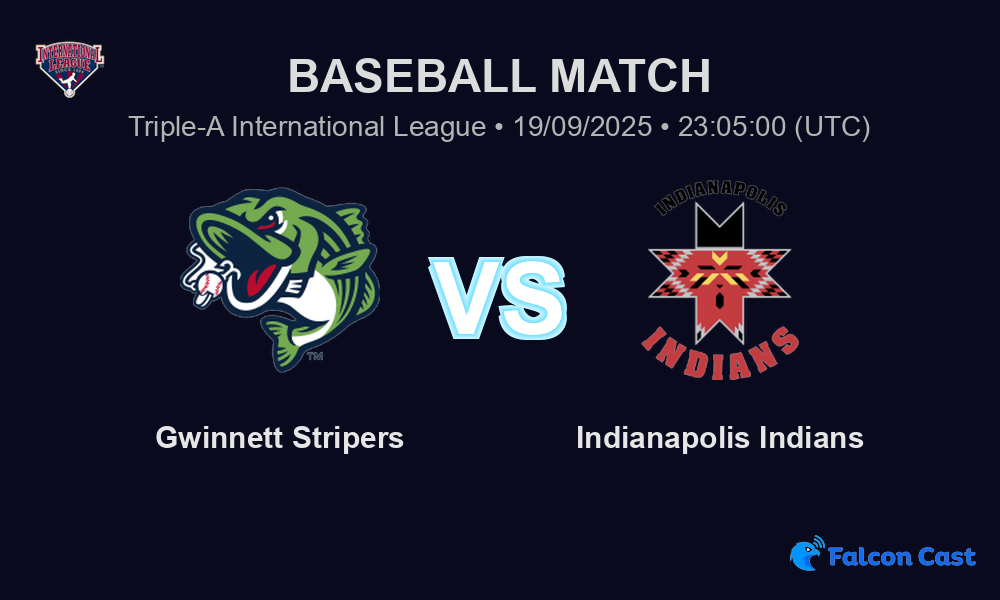 INTERNATIONAL
LEAGUE
BASEBALL MATCH
Triple-A International League • 19/09/2025 • 23:05:00 (UTC)
INDIANAPOLIS
VS
TM
INDIANS
Gwinnett Stripers
Indianapolis Indians
Falcon Cast